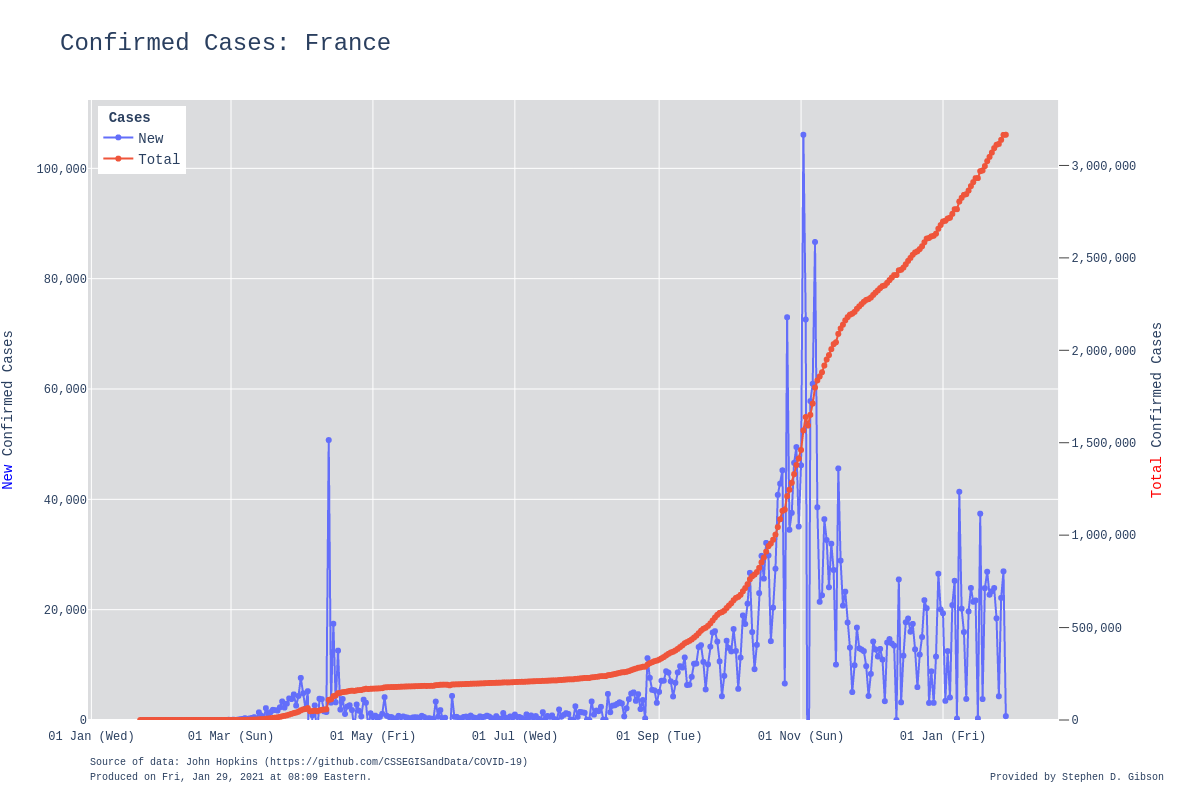 Confirmed Cases: France
Cases
New
Total
100,000
80,000
60,000
40,000
20,000
0
3,000,000
2,500,000
2,000,000
1,500,000
1,000,000
500,000
0
New Confirmed Cases
Total Confirmed Cases
01 Jan (Wed)
01 Mar (Sun)
01 May (Fri)
01 Jul (Wed)
01 Sep (Tue)
01 Nov (Sun)
01 Jan (Fri)
Source of data: John Hopkins (https://github.com/CSSEGISandData/COVID-19)
Produced on Fri, Jan 29, 2021 at 08:09 Eastern.
Provided by Stephen D. Gibson